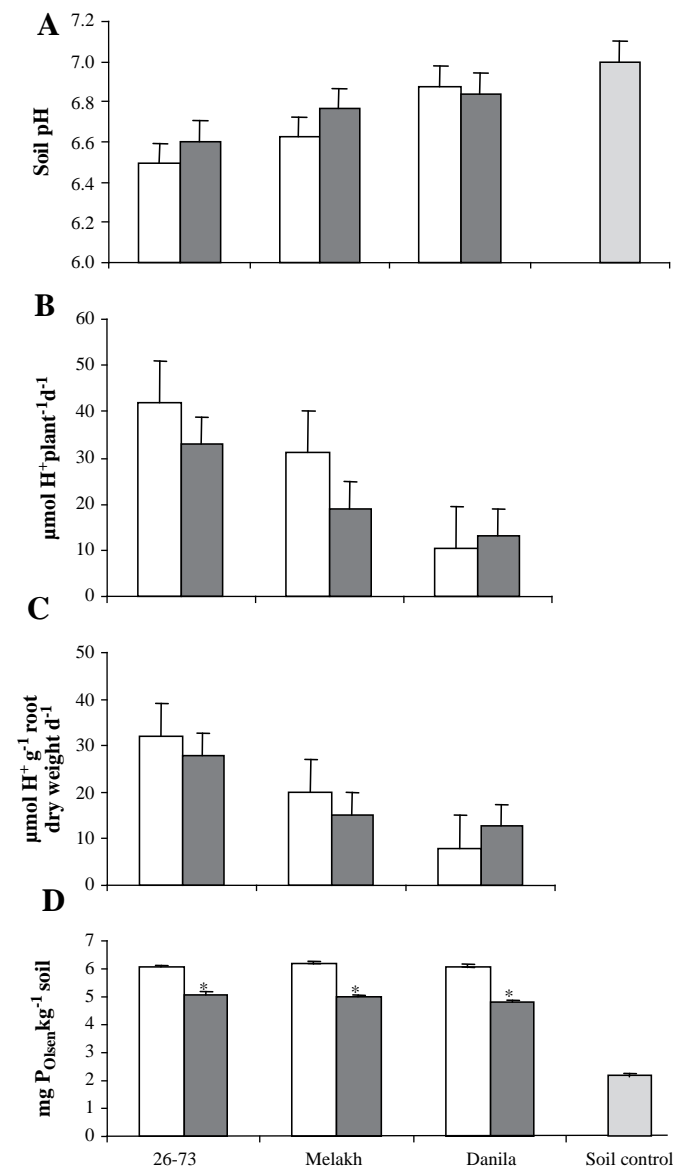 A
Soil pH
7.2
7.0
6.8
6.6
6.4
6.2
6.0
B
µmol H⁺plant⁻¹d⁻¹
60
50
40
30
20
10
0
C
µmol H⁺ g⁻¹ root
dry weight d⁻¹
50
40
30
20
10
0
D
mg P_Olsen kg⁻¹ soil
7
6
5
4
3
2
1
0
* * *
26-73 Melakh Danila Soil control